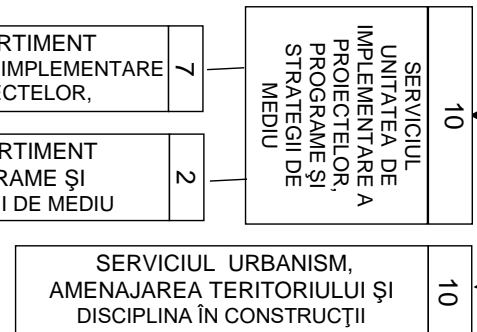 RTIMENT
IMPLEMENTARE
ECTELOR,
7
RTIMENT
RAME ŞI
I DE MEDIU
2
SERVICIUL
UNITATEA DE
IMPLEMENTARE A
PROIECTELOR,
PROGRAME ŞI
STRATEGII DE
MEDIU
10
SERVICIUL URBANISM,
AMENAJAREA TERITORIULUI ŞI
DISCIPLINA ÎN CONSTRUCŢII
10